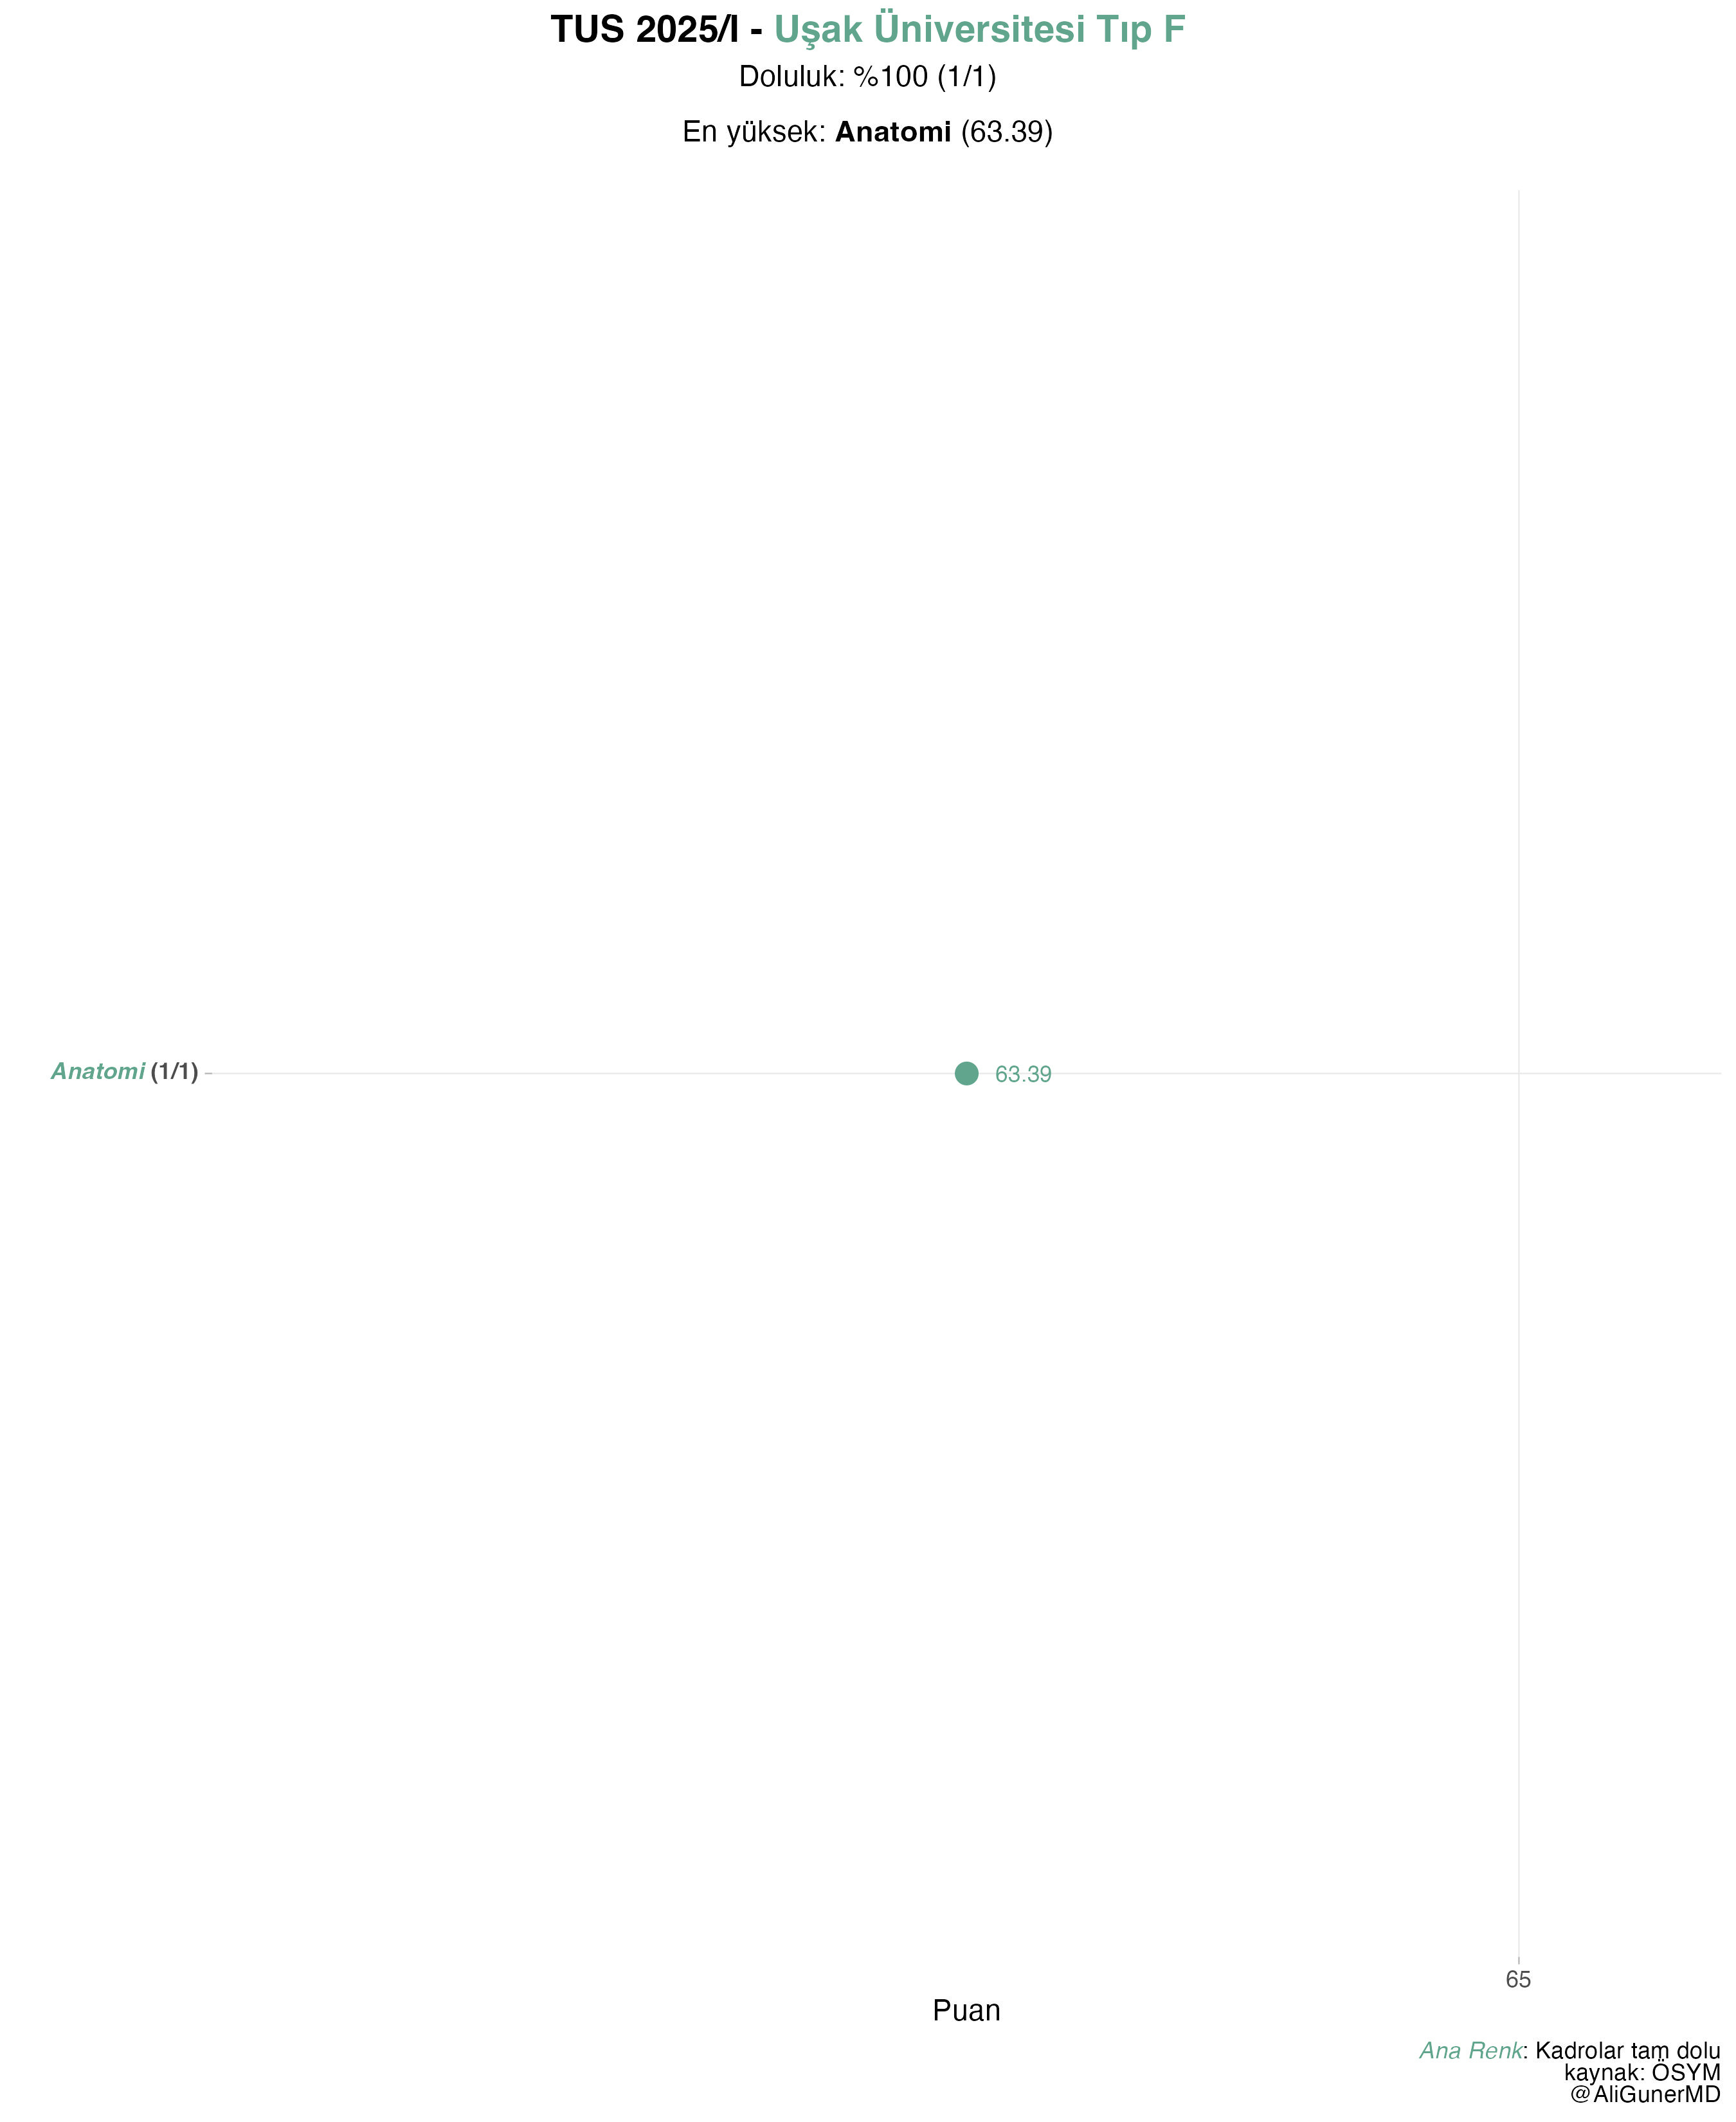 TUS 2025/I - Uşak Üniversitesi Tıp F
Doluluk: %100 (1/1)
En yüksek: Anatomi (63.39)
Anatomi (1/1)
63.39
65
Puan
Ana Renk: Kadrolar tam dolu
kaynak: ÖSYM
@AliGunerMD